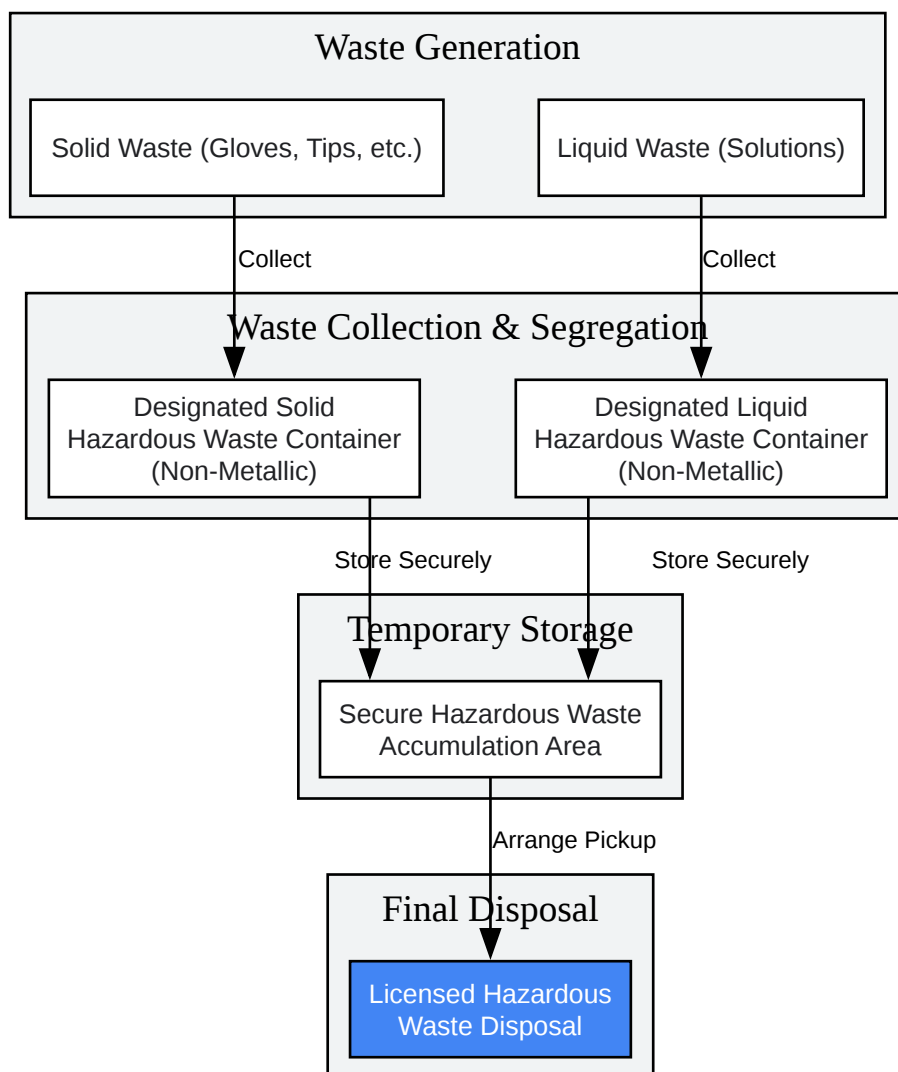 Waste Generation
Solid Waste (Gloves, Tips, etc.)
Liquid Waste (Solutions)
Collect
Collect
Waste Collection & Segregation
Designated Solid
Hazardous Waste Container
(Non-Metallic)
Designated Liquid
Hazardous Waste Container
(Non-Metallic)
Store Securely
Store Securely
Temporary Storage
Secure Hazardous Waste
Accumulation Area
Arrange Pickup
Final Disposal
Licensed Hazardous
Waste Disposal